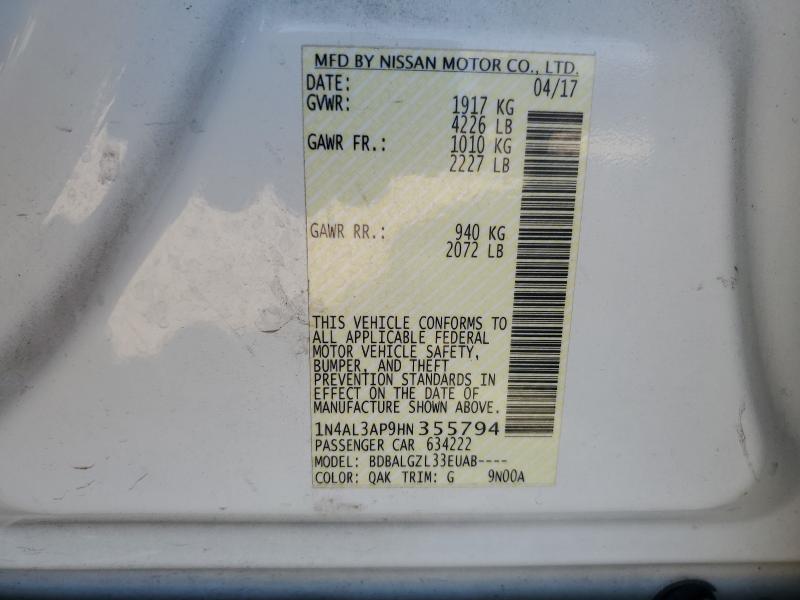 MFD BY NISSAN MOTOR CO., LTD.
DATE: 04/17
GVWR: 1917 KG
4226 LB
GAWR FR.: 1010 KG
2227 LB
GAWR RR.: 940 KG
2072 LB
THIS VEHICLE CONFORMS TO
ALL APPLICABLE FEDERAL
MOTOR VEHICLE SAFETY,
BUMPER, AND THEFT
PREVENTION STANDARDS IN
EFFECT ON THE DATE OF
MANUFACTURE SHOWN ABOVE.
1N4AL3AP9HN355794
PASSENGER CAR 634222
MODEL: BDBALGZL33EUAB----
COLOR: QAK TRIM: G 9N00A